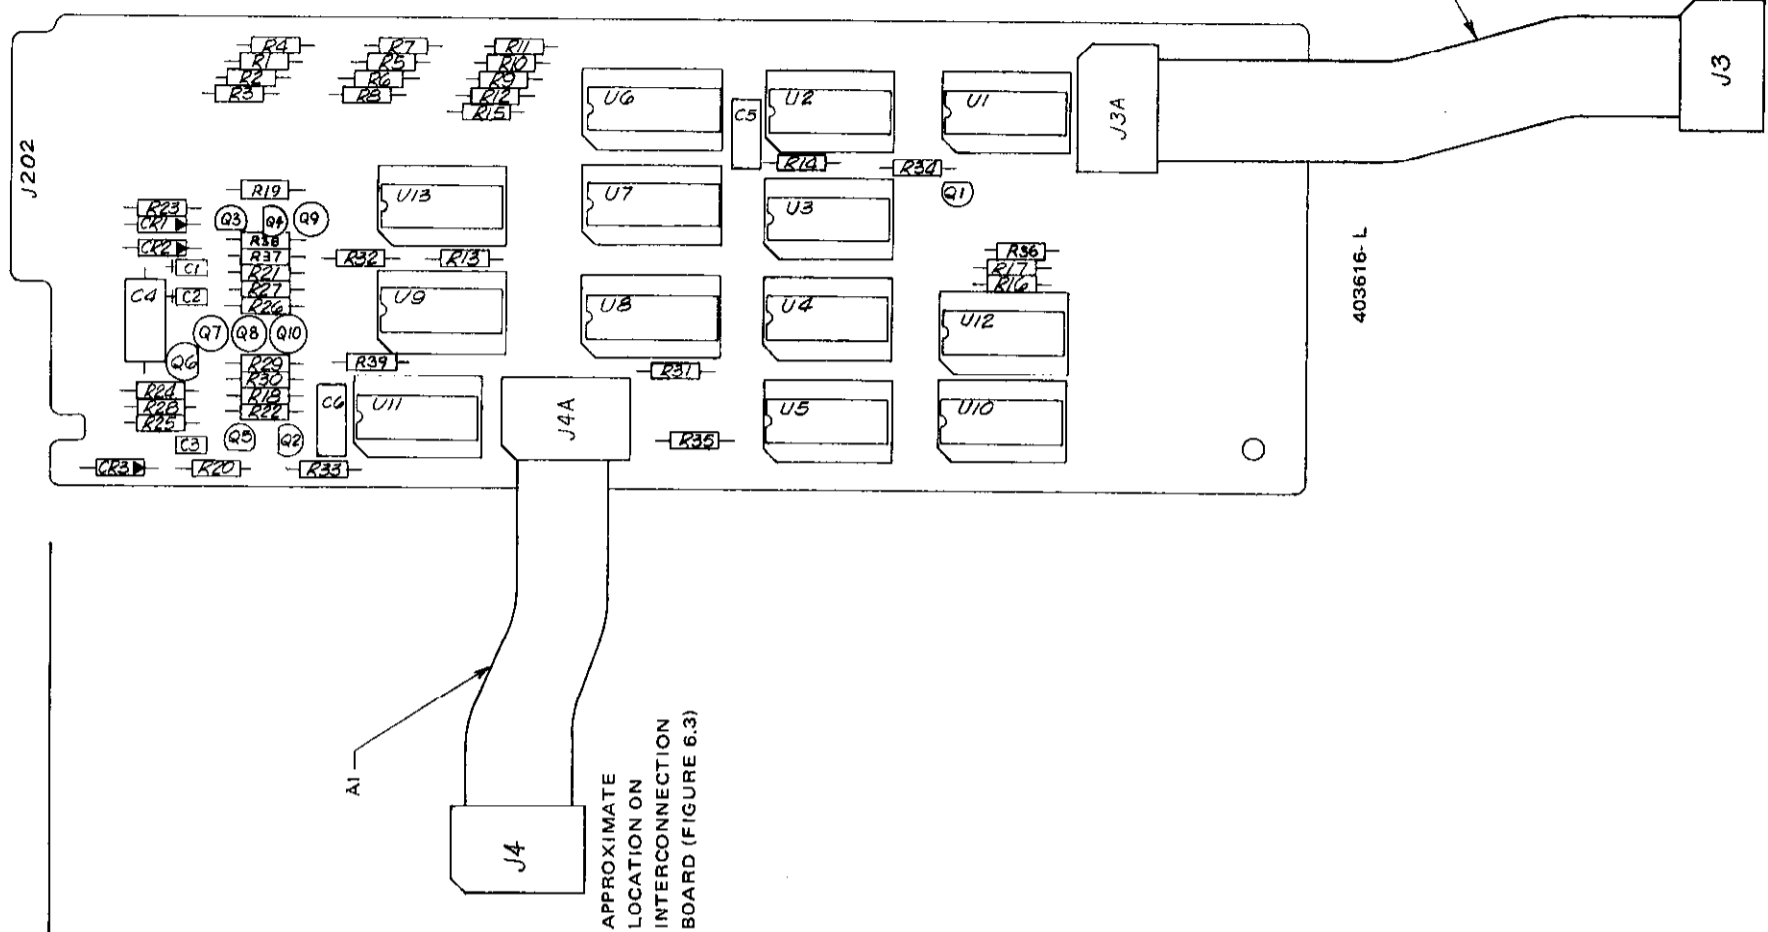 J202
R4
R1
R2
R3
R7
R5
R6
R8
R11
R10
R9
R12
R15
U6
C5
U2
U1
J3A
J3
R14
R34
Q1
R19
R23
CR1
CR2
Q3
Q4
Q9
R38
R37
R21
R27
R26
C1
C2
C4
U13
U7
U3
R32
R13
R36
R17
R16
403616-L
U9
U8
U4
U12
Q7
Q8
Q10
Q6
R29
R30
R18
R22
R39
R31
R24
R28
R25
C3
Q5
Q2
C6
U11
J4A
R35
U5
U10
CR3
R20
R33
A1
J4
APPROXIMATE
LOCATION ON
INTERCONNECTION
BOARD (FIGURE 6.3)